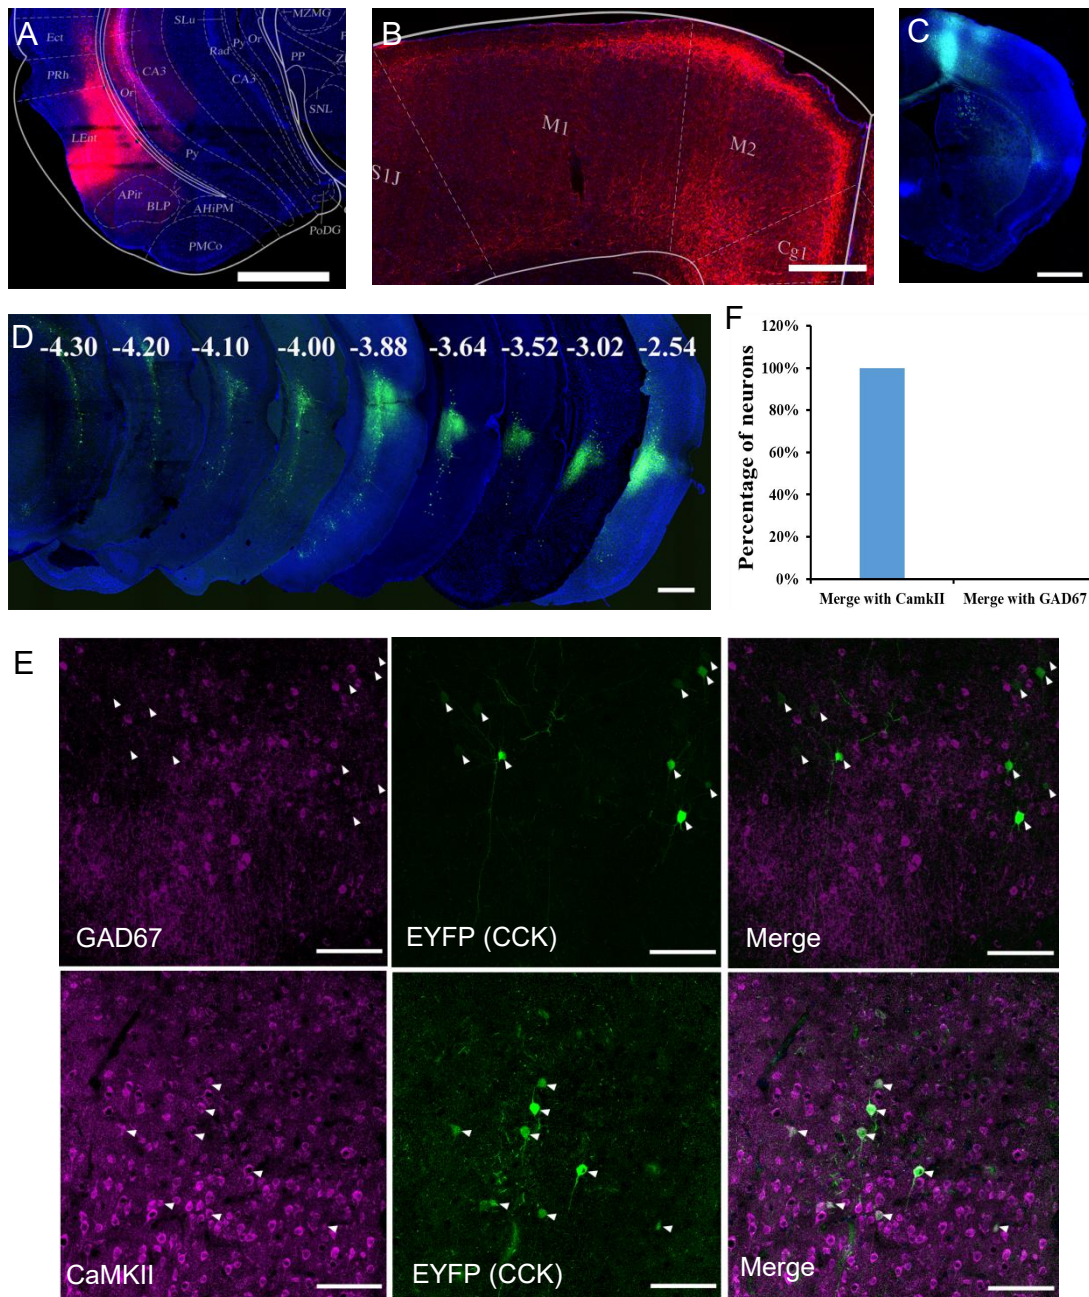 A
SLu
MZMG
Ect
Py
Or
Rad
PP
PRh
CA3
CA3
Or
SNL
LEnt
Py
APir
BLP
AHiPM
PoDG
PMCo
B
M1
M2
S1J
Cg1
C
D
-4.30 -4.20 -4.10 -4.00 -3.88 -3.64 -3.52 -3.02 -2.54
F
120%
100%
80%
60%
40%
20%
0%
Percentage of neurons
Merge with CamkII Merge with GAD67
E
GAD67
EYFP (CCK)
Merge
CaMKII
EYFP (CCK)
Merge